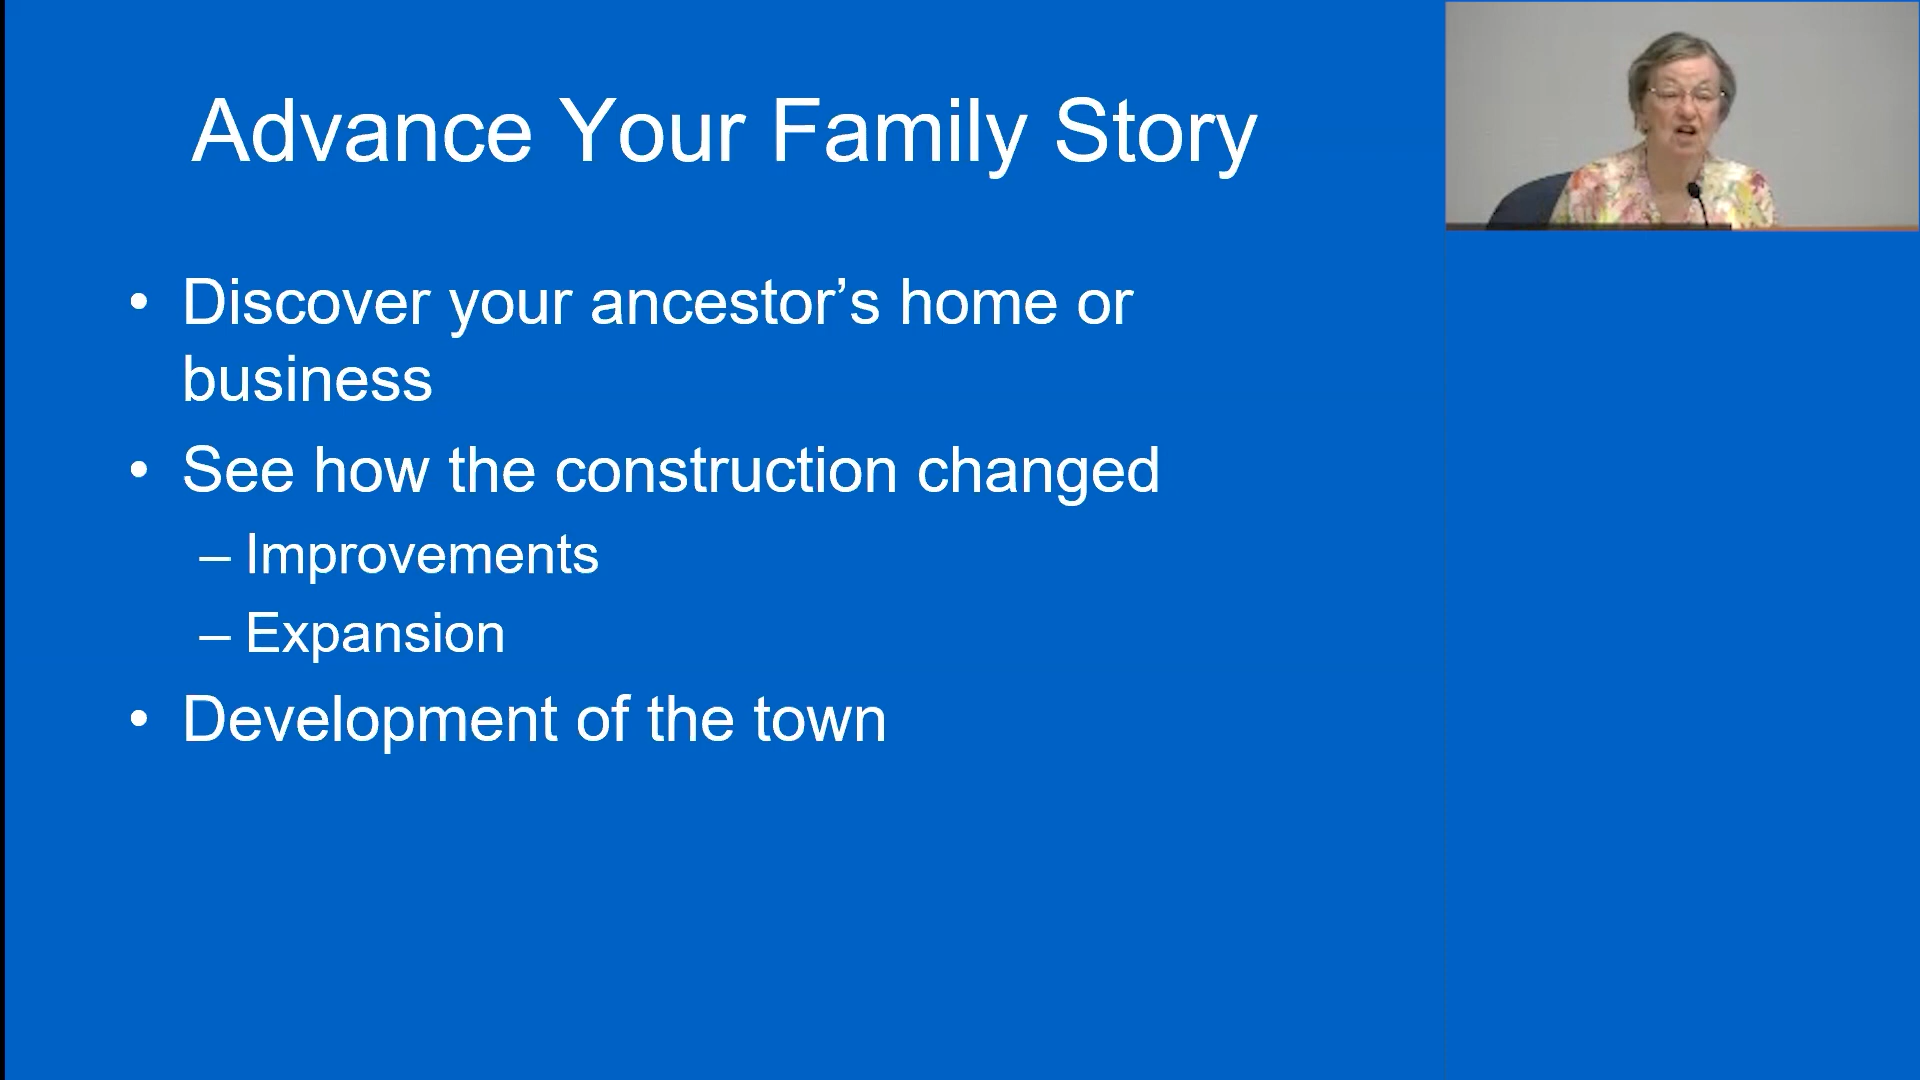 Advance Your Family Story
• Discover your ancestor’s home or
business
• See how the construction changed
– Improvements
– Expansion
• Development of the town